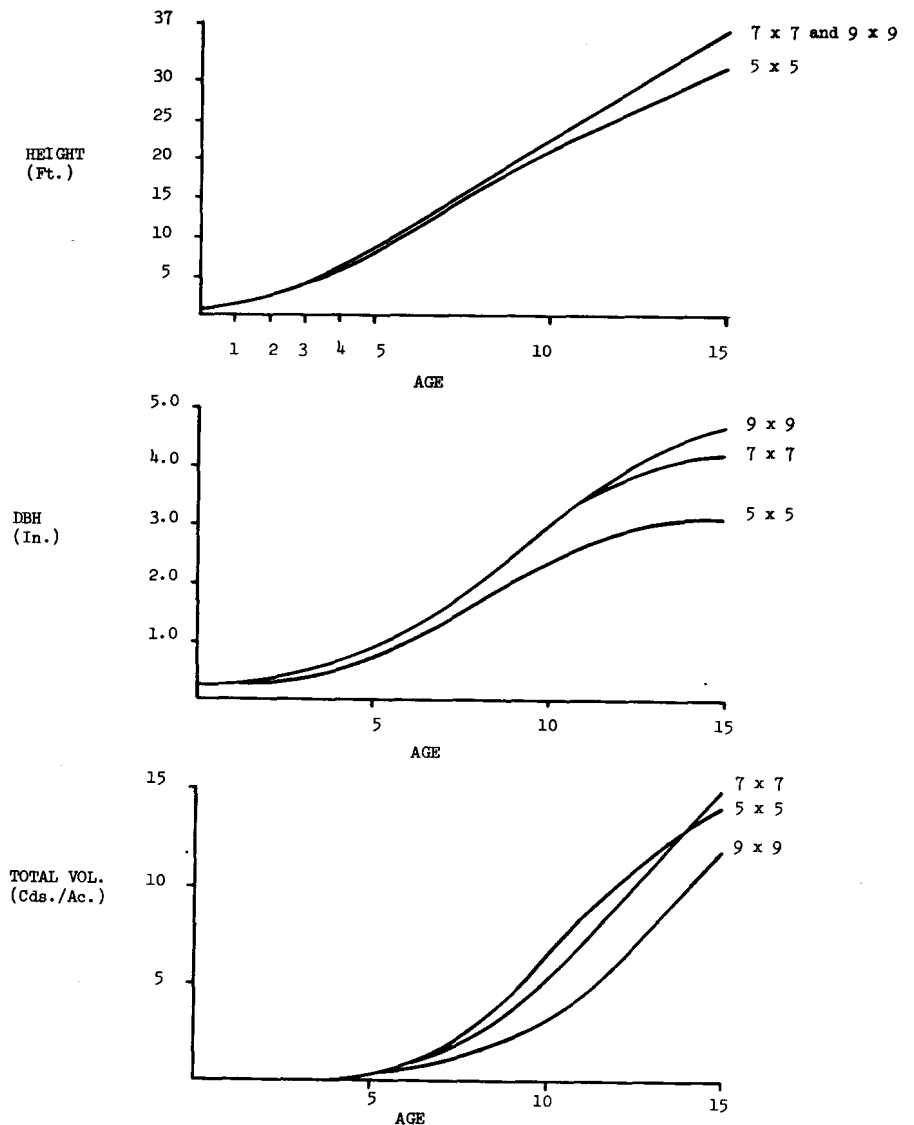 37
7 x 7 and 9 x 9
30
5 x 5
25
HEIGHT
(Ft.)
20
15
10
5
1 2 3 4 5 10 15
AGE
5.0
9 x 9
4.0
7 x 7
DBH
(In.)
3.0
5 x 5
2.0
1.0
5 10 15
AGE
15
7 x 7
5 x 5
TOTAL VOL.
(Cds./Ac.)
10
9 x 9
5
5 10 15
AGE